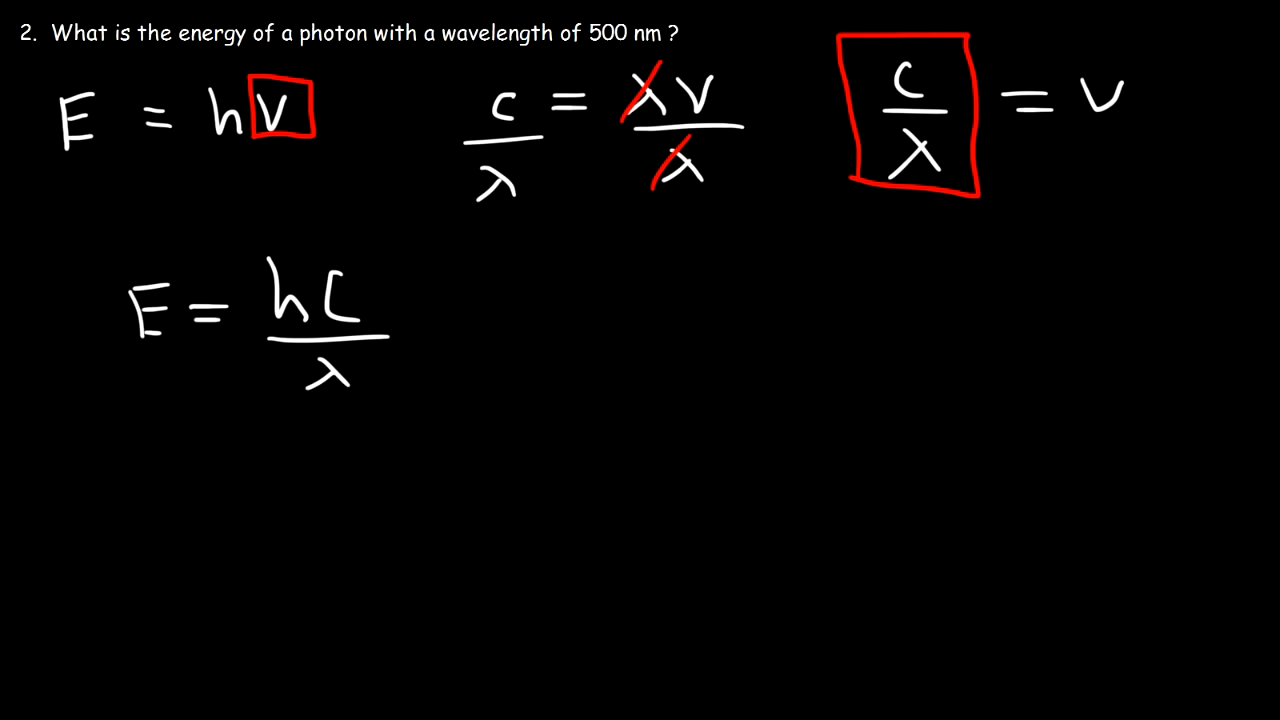 2. What is the energy of a photon with a wavelength of 500 nm ?
E = hν
c/λ = λν/λ
c/λ = ν
E = hc/λ